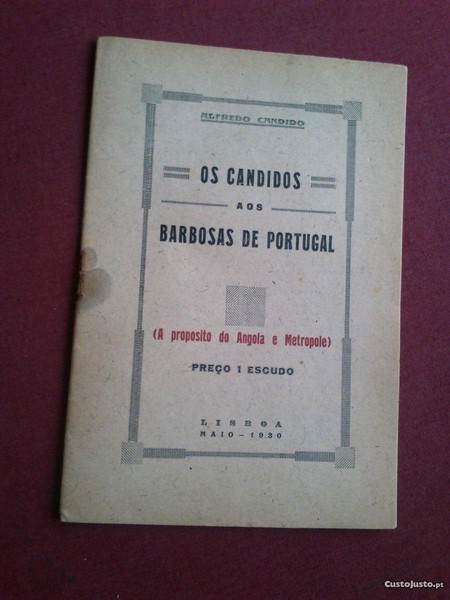 ALFREDO CANDIDO
OS CANDIDOS
AOS
BARBOSAS DE PORTUGAL
(A proposito do Angola e Metropole)
PREÇO 1 ESCUDO
LISBOA
MAIO - 1930
CustoJusto.pt